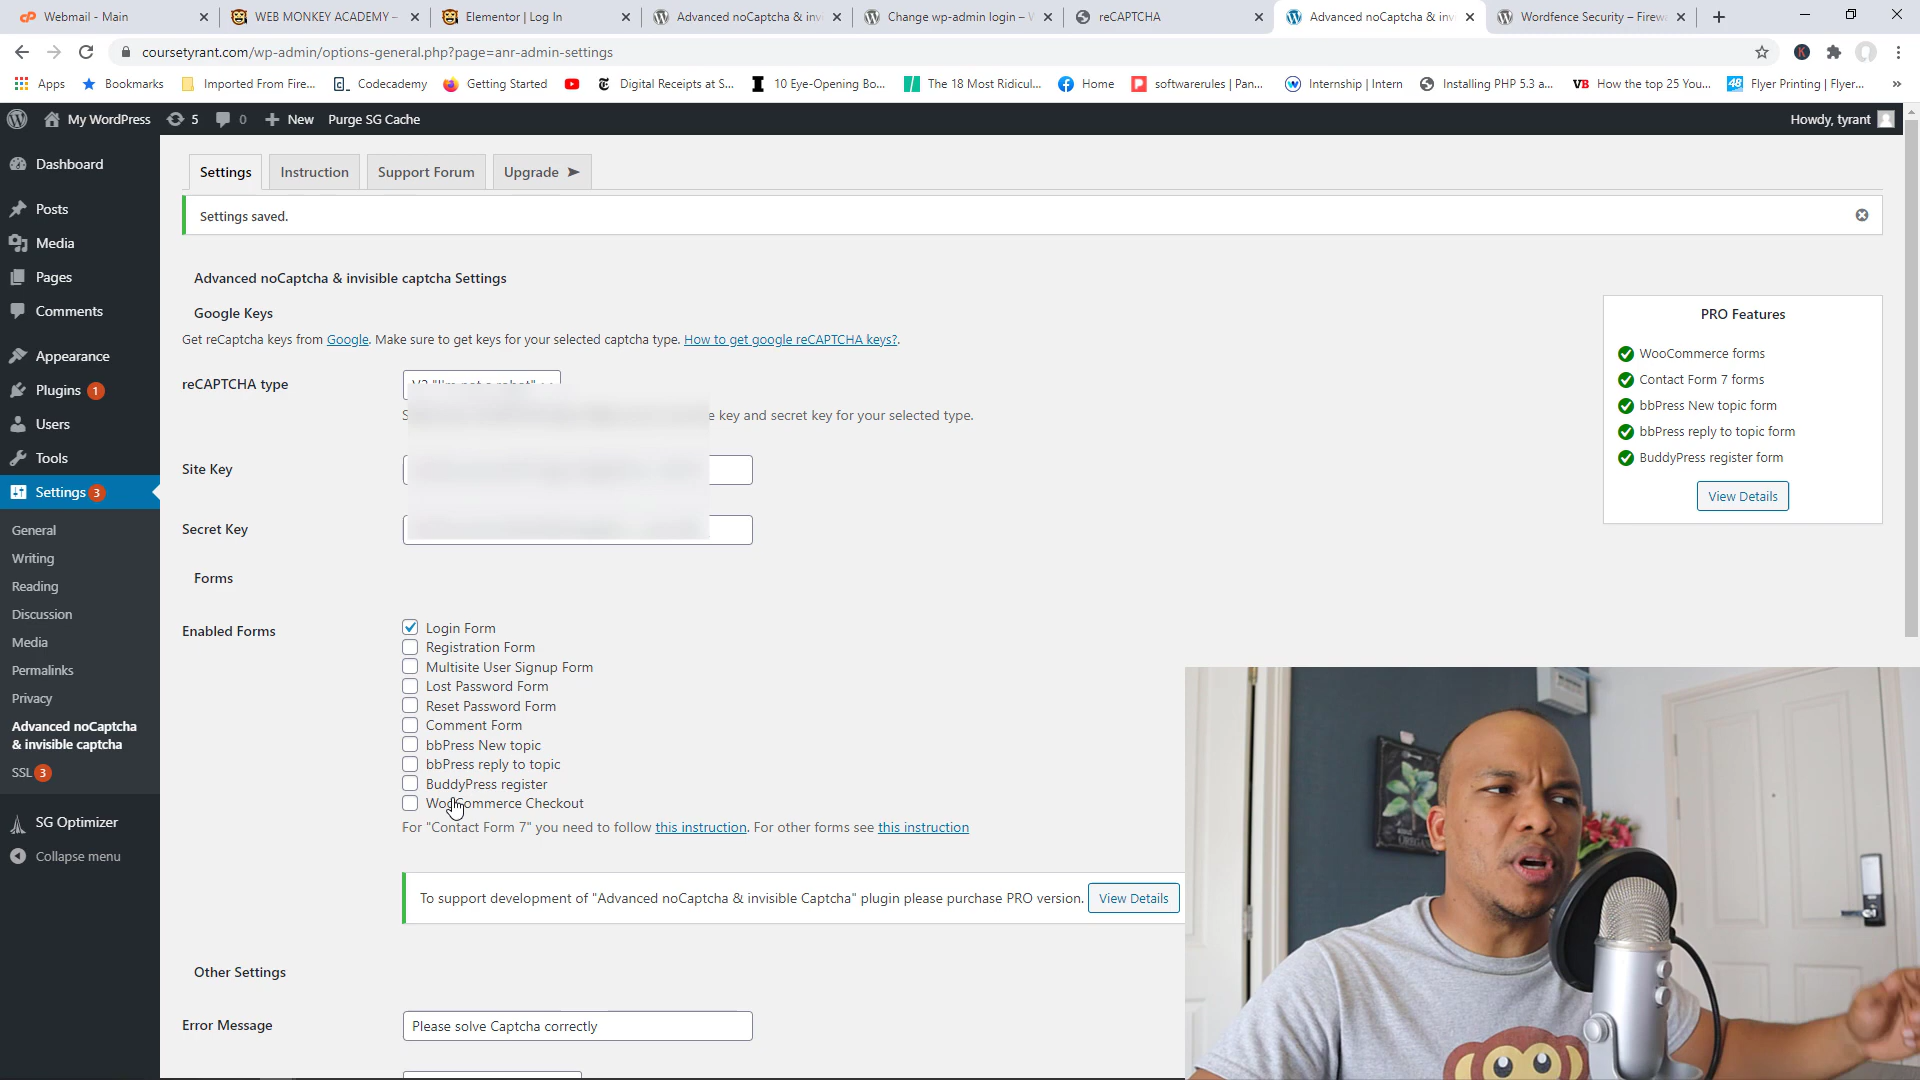 Webmail - Main
WEB MONKEY ACADEMY –
Elementor | Log In
Advanced noCaptcha & inv
Change wp-admin login – V
reCAPTCHA
Advanced noCaptcha & inv
Wordfence Security – Firew
coursetyrant.com/wp-admin/options-general.php?page=anr-admin-settings
Apps
Bookmarks
Imported From Fire...
Codecademy
Getting Started
Digital Receipts at S...
10 Eye-Opening Bo...
The 18 Most Ridicul...
Home
softwarerules | Pan...
Internship | Intern
Installing PHP 5.3 a...
VB How the top 25 You...
Flyer Printing | Flyer...
My WordPress
5
0
New
Purge SG Cache
Howdy, tyrant
Dashboard
Posts
Media
Pages
Comments
Appearance
Plugins 1
Users
Tools
Settings 3
General
Writing
Reading
Discussion
Media
Permalinks
Privacy
Advanced noCaptcha
& invisible captcha
SSL 3
SG Optimizer
Collapse menu
Settings
Instruction
Support Forum
Upgrade ➤
Settings saved.
Advanced noCaptcha & invisible captcha Settings
Google Keys
Get reCaptcha keys from Google. Make sure to get keys for your selected captcha type. How to get google reCAPTCHA keys?.
reCAPTCHA type
key and secret key for your selected type.
Site Key
Secret Key
Forms
Enabled Forms
Login Form
Registration Form
Multisite User Signup Form
Lost Password Form
Reset Password Form
Comment Form
bbPress New topic
bbPress reply to topic
BuddyPress register
WooCommerce Checkout
For "Contact Form 7" you need to follow this instruction. For other forms see this instruction
To support development of "Advanced noCaptcha & invisible Captcha" plugin please purchase PRO version. View Details
Other Settings
Error Message
Please solve Captcha correctly
PRO Features
WooCommerce forms
Contact Form 7 forms
bbPress New topic form
bbPress reply to topic form
BuddyPress register form
View Details